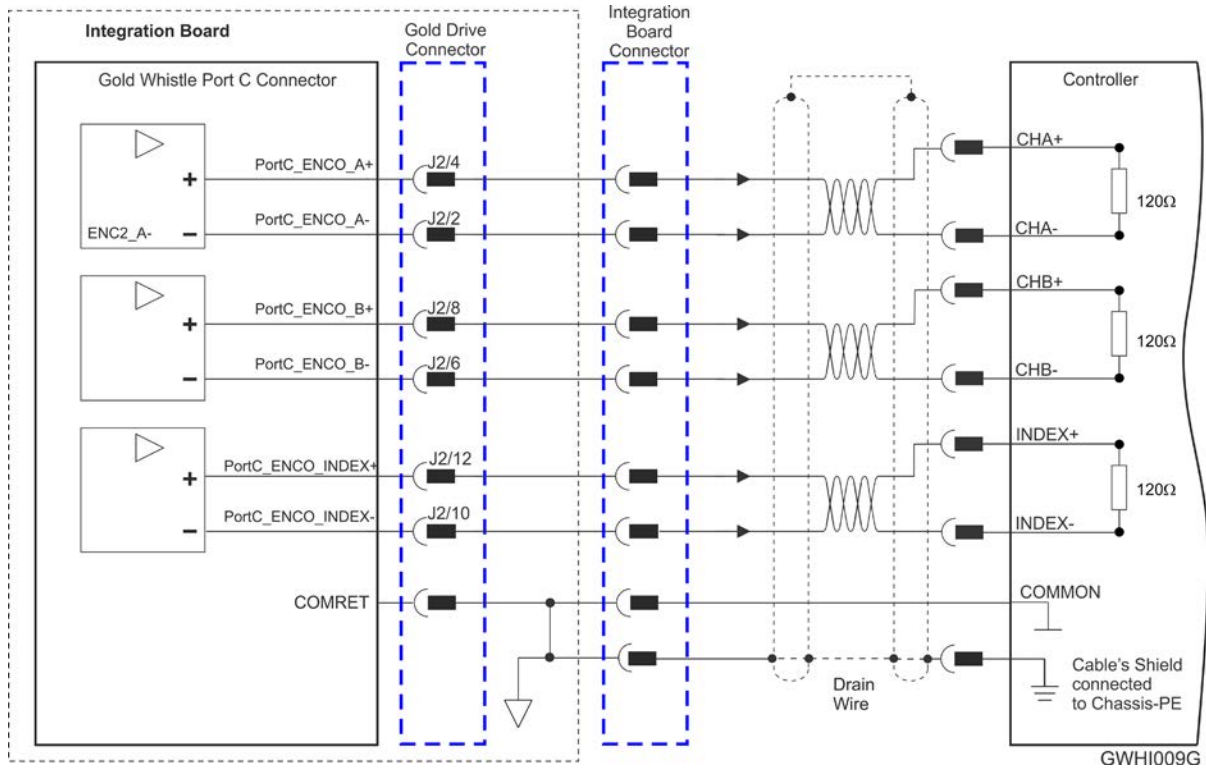 Integration Board
Gold Drive
Connector
Integration
Board
Connector
Gold Whistle Port C Connector
Controller
PortC_ENCO_A+
J2/4
CHA+
120Ω
ENC2_A-
PortC_ENCO_A-
J2/2
CHA-
+
−
PortC_ENCO_B+
J2/8
CHB+
120Ω
PortC_ENCO_B-
J2/6
CHB-
+
−
PortC_ENCO_INDEX+
J2/12
INDEX+
120Ω
PortC_ENCO_INDEX-
J2/10
INDEX-
+
−
COMRET
COMMON
Drain
Wire
Cable's Shield
connected
to Chassis-PE
GWHI009G